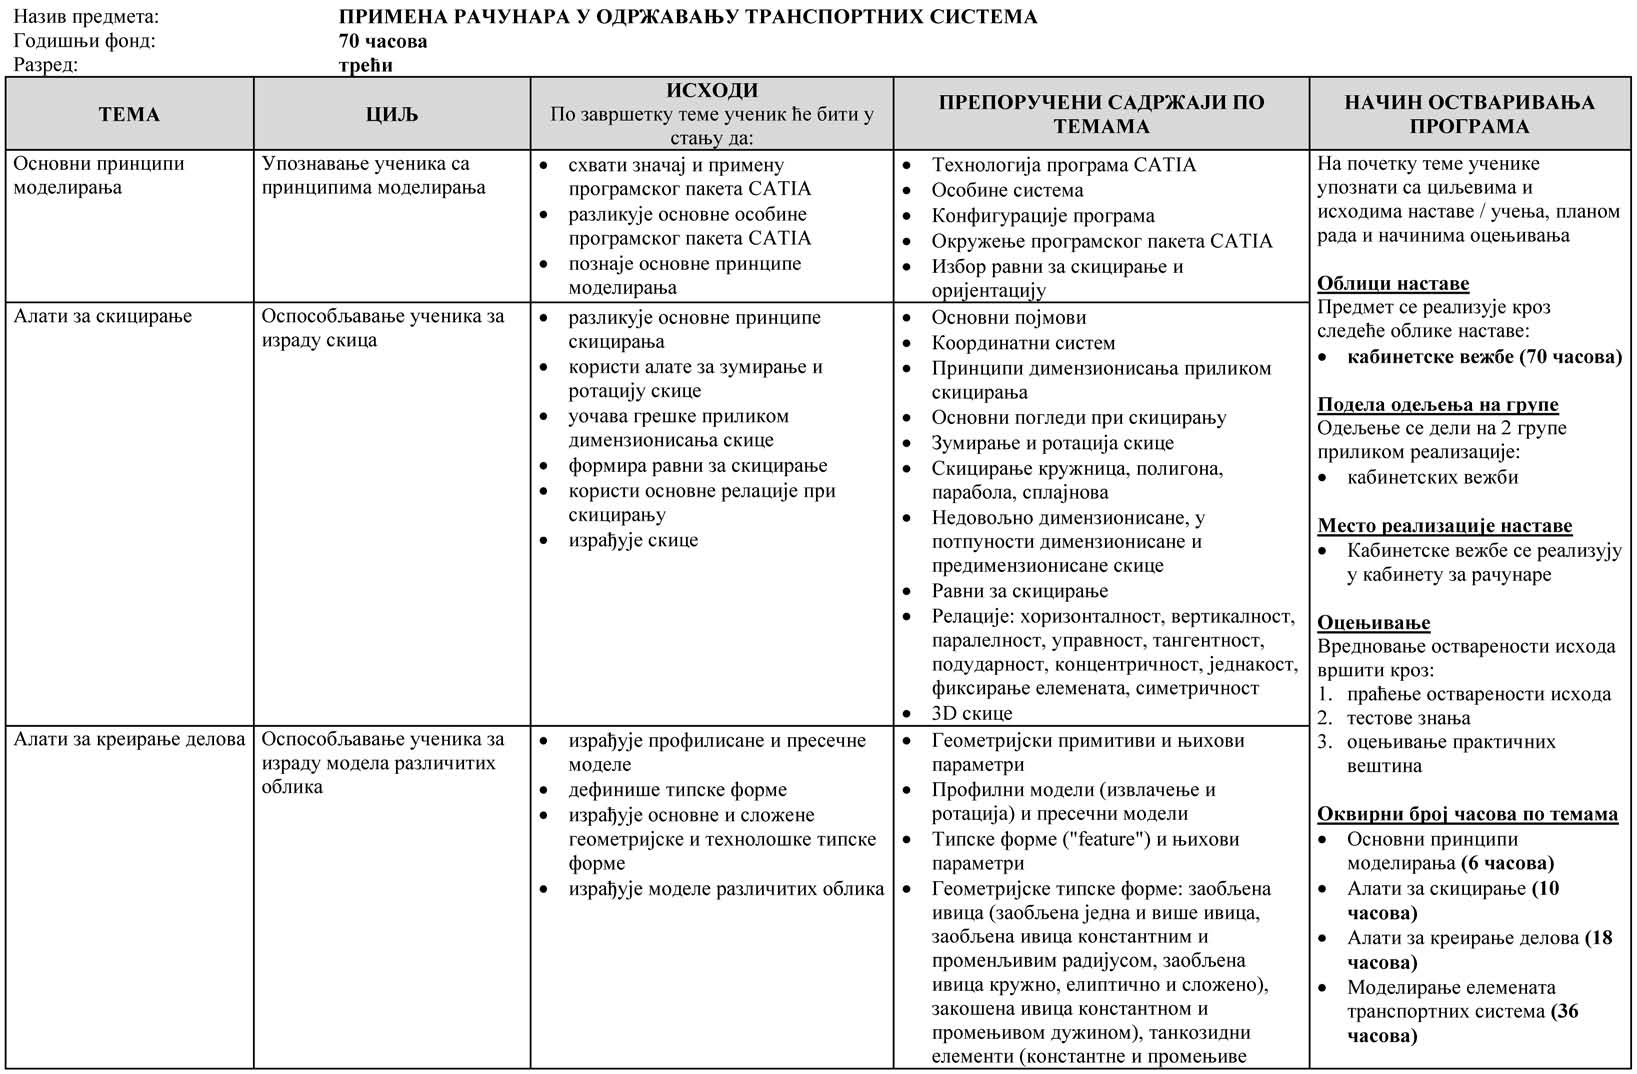 Назив предмета: ПРИМЕНА РАЧУНАРА У ОДРЖАВАЊУ ТРАНСПОРТНИХ СИСТЕМА
Годишњи фонд: 70 часова
Разред: трећи
ТЕМА
ЦИЉ
ИСХОДИ
По завршетку теме ученик ће бити у
стању да:
ПРЕПОРУЧЕНИ САДРЖАЈИ ПО
ТЕМАМА
НАЧИН ОСТВАРИВАЊА
ПРОГРАМА
Основни принципи
моделирања
Упознавање ученика са
принципима моделирања
• схвати значај и примену
програмског пакета CATIA
• разликује основне особине
програмског пакета CATIA
• познаје основне принципе
моделирања
• Технологија програма CATIA
• Особине система
• Конфигурације програма
• Окружење програмског пакета CATIA
• Избор равни за скицирање и
оријентацију
Алати за скицирање
Оспособљавање ученика за
израду скица
• разликује основне принципе
скицирања
• користи алате за зумирање и
ротацију скице
• уочава грешке приликом
димензионисања скице
• формира равни за скицирање
• користи основне релације при
скицирању
• израђује скице
• Основни појмови
• Координатни систем
• Принципи димензионисања приликом
скицирања
• Основни погледи при скицирању
• Зумирање и ротација скице
• Скицирање кружница, полигона,
парабола, сплајнова
• Недовољно димензионисане, у
потпуности димензионисане и
предимензионисане скице
• Равни за скицирање
• Релације: хоризонталност, вертикалност,
паралелност, управност, тангентност,
подударност, концентричност, једнакост,
фиксирање елемената, симетричност
• 3D скице
Алати за креирање делова
Оспособљавање ученика за
израду модела различитих
облика
• израђује профилисане и пресечне
моделе
• дефинише типске форме
• израђује основне и сложене
геометријске и технолошке типске
форме
• израђује моделе различитих облика
• Геометријски примитиви и њихови
параметри
• Профилни модели (извлачење и
ротација) и пресечни модели
• Типске форме ("feature") и њихови
параметри
• Геометријске типске форме: заобљена
ивица (заобљена једна и више ивица,
заобљена ивица константним и
променљивим радијусом, заобљена
ивица кружно, елиптично и сложено),
закошена ивица константном и
промењивом дужином), танкозидни
елементи (константне и промењиве
На почетку теме ученике
упознати са циљевима и
исходима наставе / учења, планом
рада и начинима оцењивања
Облици наставе
Предмет се реализује кроз
следеће облике наставе:
• кабинетске вежбе (70 часова)
Подела одељења на групе
Одељење се дели на 2 групе
приликом реализације:
• кабинетских вежби
Место реализације наставе
• Кабинетске вежбе се реализују
у кабинету за рачунаре
Оцењивање
Вредновање остварености исхода
вршити кроз:
1. праћење остварености исхода
2. тестове знања
3. оцењивање практичних
вештина
Оквирни број часова по темама
• Основни принципи
моделирања (6 часова)
• Алати за скицирање (10
часова)
• Алати за креирање делова (18
часова)
• Моделирање елемената
транспортних система (36
часова)